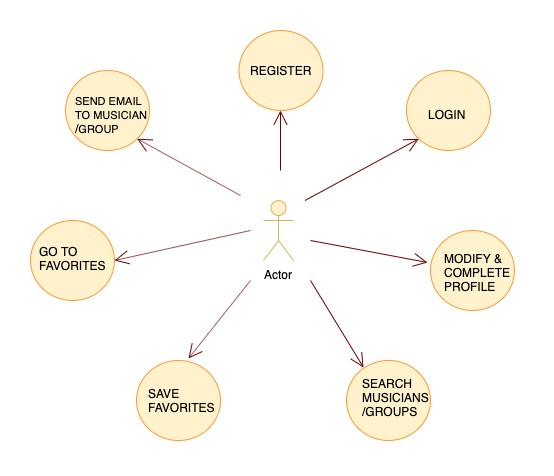 REGISTER
SEND EMAIL
TO MUSICIAN
/GROUP
LOGIN
GO TO
FAVORITES
Actor
MODIFY &
COMPLETE
PROFILE
SAVE
FAVORITES
SEARCH
MUSICIANS
/GROUPS